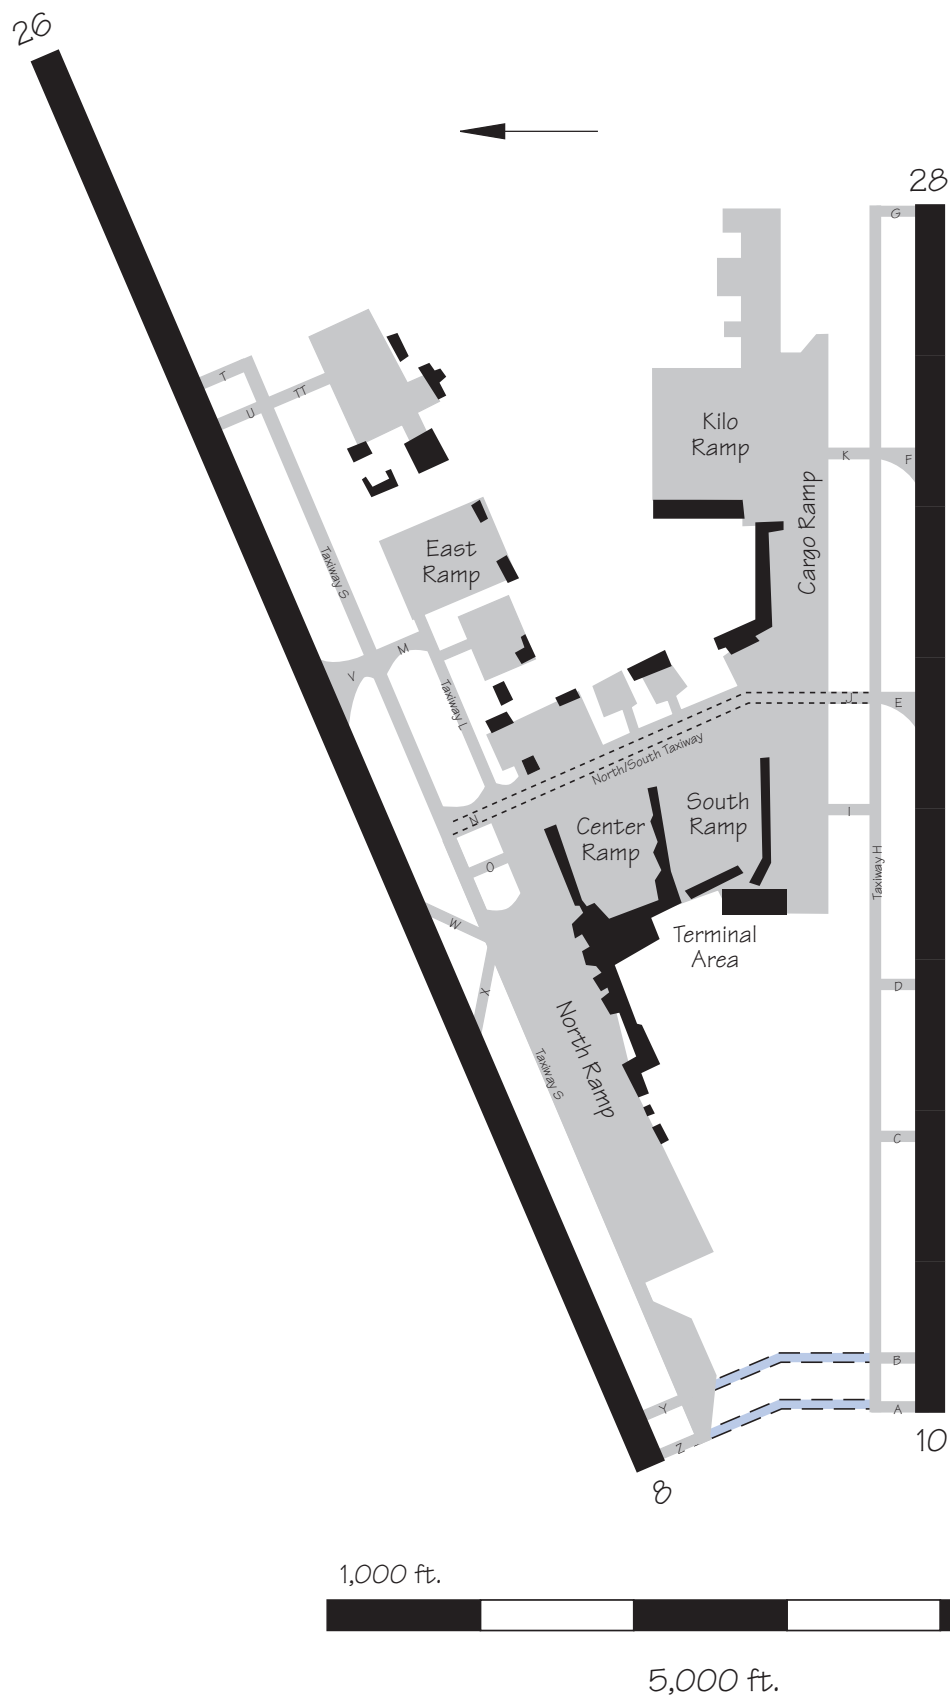 26
28
G
T
U
TT
Kilo
Ramp
K
F
Cargo Ramp
East
Ramp
Taxiway S
M
V
Taxiway L
J
E
North/South Taxiway
N
South
Ramp
Center
Ramp
I
O
Taxiway H
W
Terminal
Area
X
D
North Ramp
Taxiway S
C
B
Y
A
Z
10
8
1,000 ft.
5,000 ft.